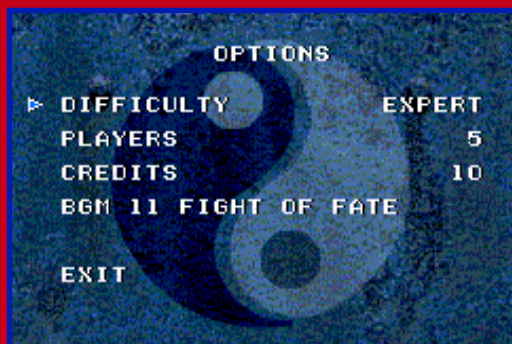 OPTIONS
DIFFICULTY EXPERT
PLAYERS 5
CREDITS 10
BGM 11 FIGHT OF FATE
EXIT